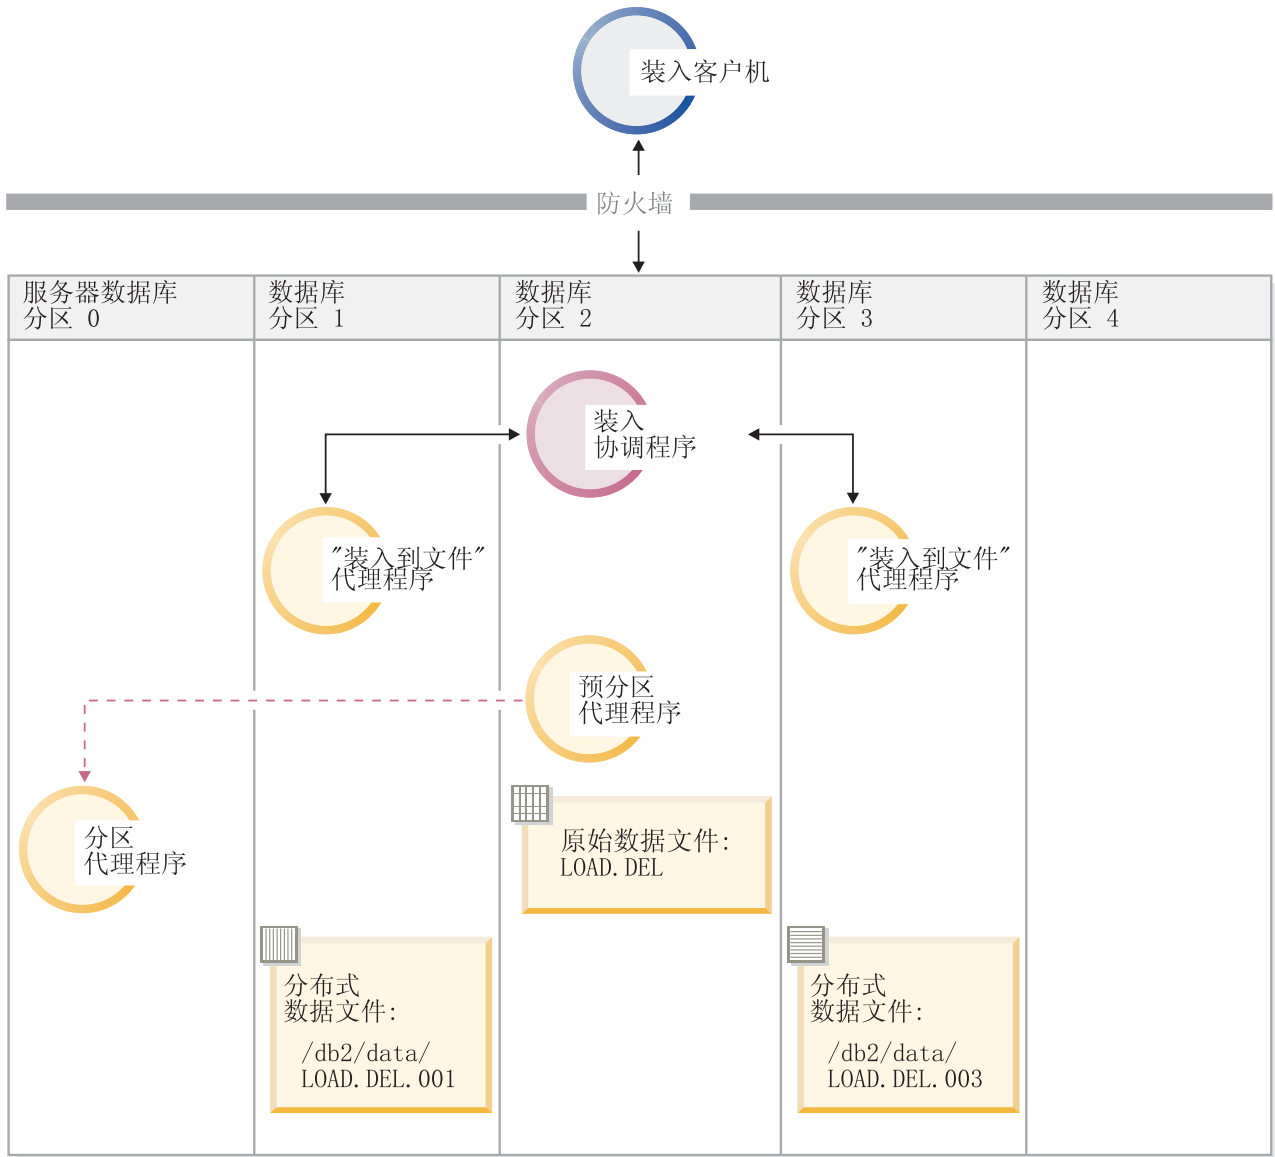 装入客户机
防火墙
服务器数据库
分区 0
数据库
分区 1
数据库
分区 2
数据库
分区 3
数据库
分区 4
装入
协调程序
"装入到文件"
代理程序
"装入到文件"
代理程序
预分区
代理程序
分区
代理程序
原始数据文件:
LOAD.DEL
分布式
数据文件:
/db2/data/
LOAD.DEL.001
分布式
数据文件:
/db2/data/
LOAD.DEL.003